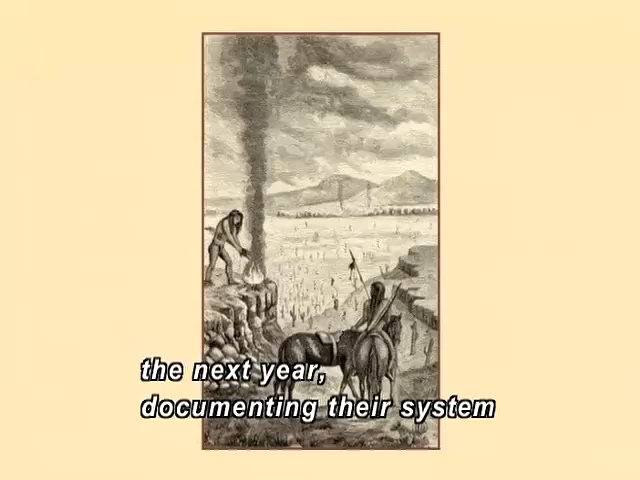 the next year,
documenting their system